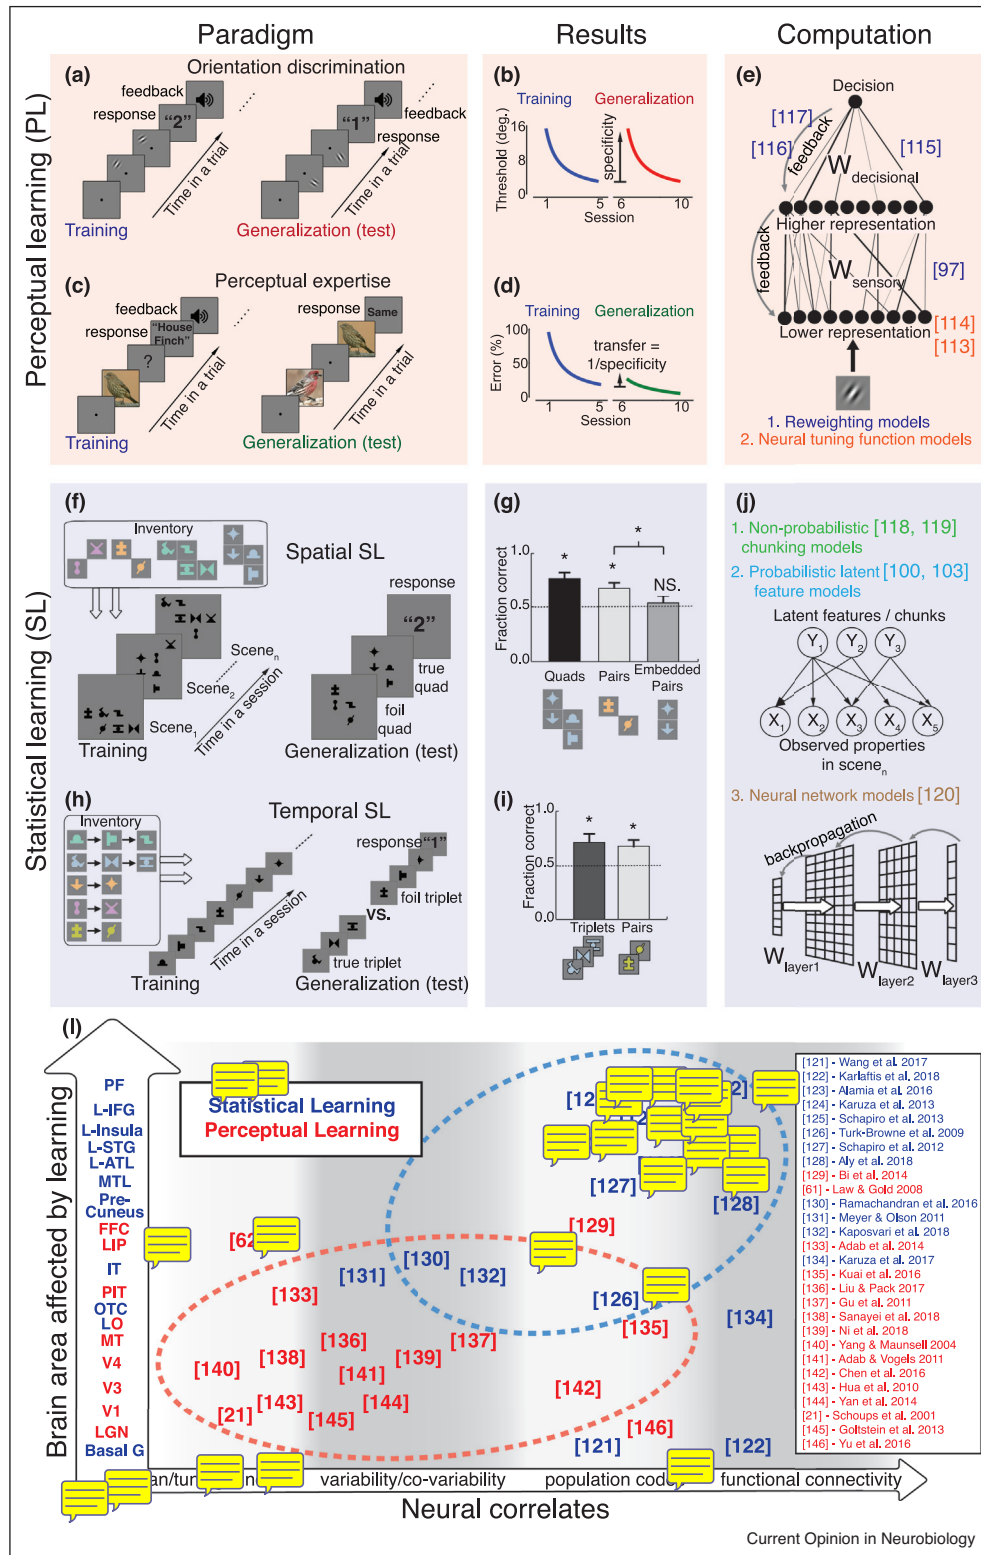 Paradigm
Results
Computation
Perceptual learning (PL)
(a)
Orientation discrimination
feedback
response
"2"
Time in a trial
Training
"1"
feedback
response
Time in a trial
Generalization (test)
(b)
Training
Generalization
Threshold (deg.)
16
8
0
specificity
1
5
6
10
Session
(c)
Perceptual expertise
feedback
response
"House
Finch"
?
Time in a trial
Training
response
Same
Time in a trial
Generalization (test)
(d)
Training
Generalization
Error (%)
100
50
0
transfer =
1/specificity
1
5
6
10
Session
(e)
Decision
[117]
[116]
feedback
[115]
W decisional
Higher representation
feedback
W sensory
[97]
Lower representation
[114]
[113]
1. Reweighting models
2. Neural tuning function models
Statistical learning (SL)
(f)
Inventory
Spatial SL
Scene1
Scene2
Scenen
Time in a session
Training
response
"2"
true
quad
foil
quad
Generalization (test)
(g)
Fraction correct
1.0
0.5
0.0
*
*
*
NS.
Quads
Pairs
Embedded
Pairs
(h)
Inventory
Temporal SL
Time in a session
Training
response
"1"
foil triplet
VS.
true triplet
Generalization (test)
(i)
Fraction correct
1.0
0.5
0.0
*
*
Triplets
Pairs
(j)
1. Non-probabilistic [118, 119]
chunking models
2. Probabilistic latent [100, 103]
feature models
Latent features / chunks
Y1 Y2 Y3
X1 X2 X3 X4 X5
Observed properties
in scenen
3. Neural network models [120]
backpropagation
Wlayer1
Wlayer2
Wlayer3
(l)
Brain area affected by learning
PF
L-IFG
L-Insula
L-STG
L-ATL
MTL
Pre-
Cuneus
FFC
LIP
IT
PIT
OTC
LO
MT
V4
V3
V1
LGN
Basal G
Statistical Learning
Perceptual Learning
[127]
[128]
[129]
[130]
[131]
[132]
[133]
[126]
[134]
[135]
[136]
[137]
[138]
[139]
[140]
[141]
[142]
[143]
[144]
[21]
[145]
[146]
[121]
[122]
variability/co-variability
functional connectivity
Neural correlates
[121] - Wang et al. 2017
[122] - Karlaftis et al. 2018
[123] - Alamia et al. 2016
[124] - Karuza et al. 2013
[125] - Schapiro et al. 2013
[126] - Turk-Browne et al. 2009
[127] - Schapiro et al. 2012
[128] - Aly et al. 2018
[129] - Bi et al. 2014
[61] - Law & Gold 2008
[130] - Ramachandran et al. 2016
[131] - Meyer & Olson 2011
[132] - Kaposvari et al. 2018
[133] - Adab et al. 2014
[134] - Karuza et al. 2017
[135] - Kuai et al. 2016
[136] - Liu & Pack 2017
[137] - Gu et al. 2011
[138] - Sanayei et al. 2018
[139] - Ni et al. 2018
[140] - Yang & Maunsell 2004
[141] - Adab & Vogels 2011
[142] - Chen et al. 2016
[143] - Hua et al. 2010
[144] - Yan et al. 2014
[21] - Schoups et al. 2001
[145] - Goltstein et al. 2013
[146] - Yu et al. 2016
Current Opinion in Neurobiology